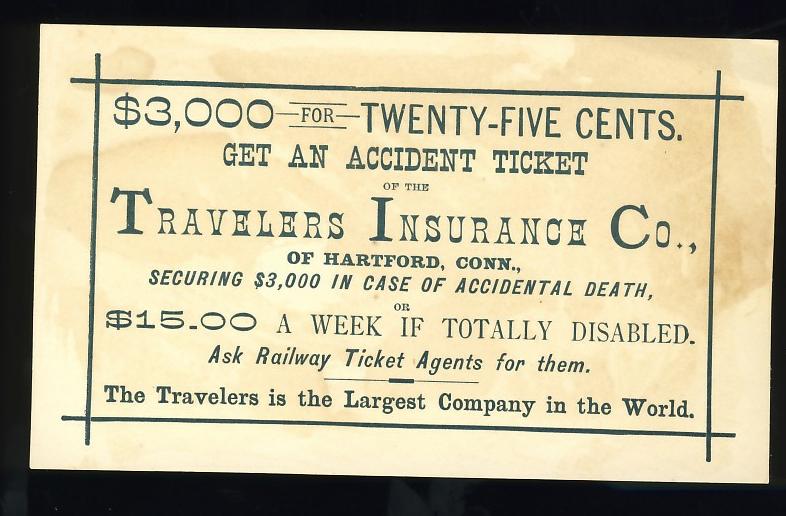 $3,000 FOR TWENTY-FIVE CENTS.
GET AN ACCIDENT TICKET
OF THE
TRAVELERS INSURANCE CO.,
OF HARTFORD, CONN.,
SECURING $3,000 IN CASE OF ACCIDENTAL DEATH,
OR
$15.00 A WEEK IF TOTALLY DISABLED.
Ask Railway Ticket Agents for them.
The Travelers is the Largest Company in the World.